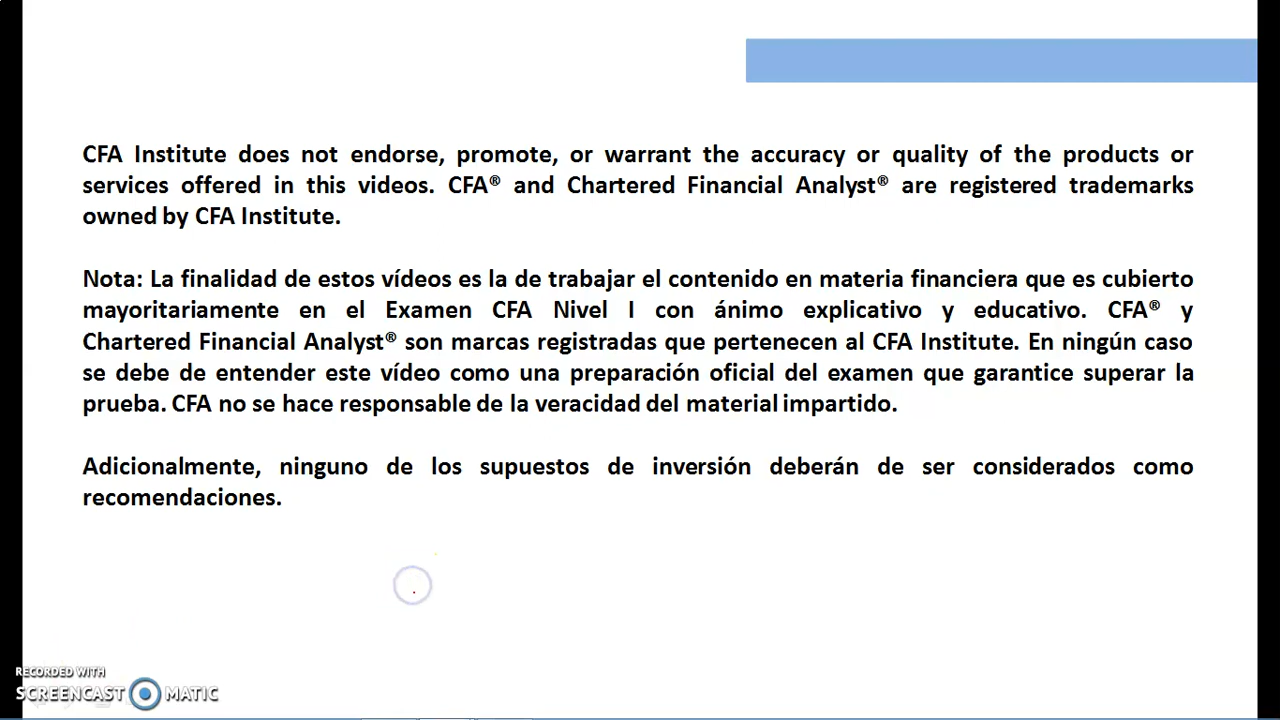 CFA Institute does not endorse, promote, or warrant the accuracy or quality of the products or
services offered in this videos. CFA® and Chartered Financial Analyst® are registered trademarks
owned by CFA Institute.
Nota: La finalidad de estos vídeos es la de trabajar el contenido en materia financiera que es cubierto
mayoritariamente en el Examen CFA Nivel I con ánimo explicativo y educativo. CFA® y
Chartered Financial Analyst® son marcas registradas que pertenecen al CFA Institute. En ningún caso
se debe de entender este vídeo como una preparación oficial del examen que garantice superar la
prueba. CFA no se hace responsable de la veracidad del material impartido.
Adicionalmente, ninguno de los supuestos de inversión deberán de ser considerados como
recomendaciones.
RECORDED WITH
SCREENCAST MATIC